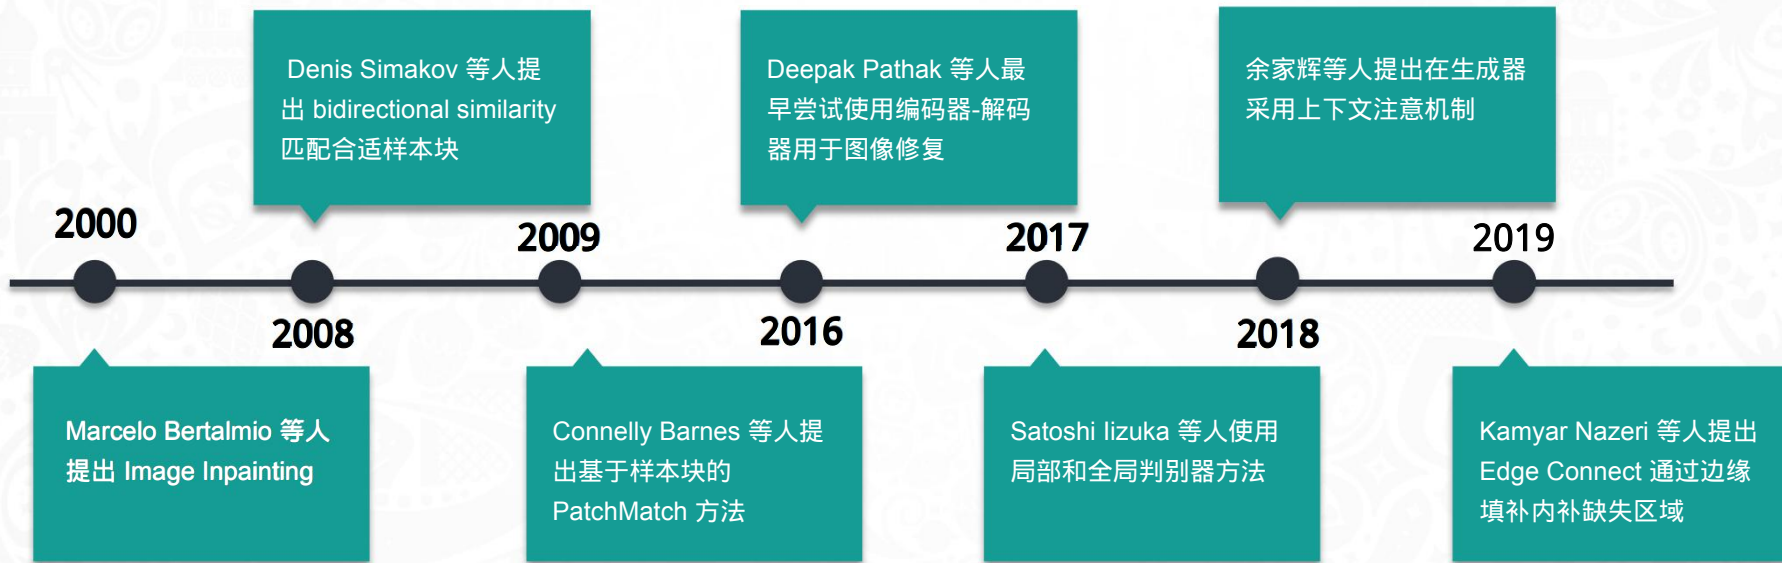 Denis Simakov 等人提
出 bidirectional similarity
匹配合适样本块
Deepak Pathak 等人最
早尝试使用编码器-解码
器用于图像修复
余家辉等人提出在生成器
采用上下文注意机制
2000
2009
2017
2019
2008
2016
2018
Marcelo Bertalmio 等人
提出 Image Inpainting
Connelly Barnes 等人提
出基于样本块的
PatchMatch 方法
Satoshi Iizuka 等人使用
局部和全局判别器方法
Kamyar Nazeri 等人提出
Edge Connect 通过边缘
填补内补缺失区域